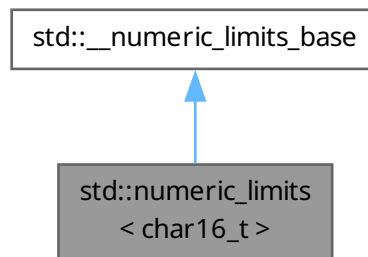 std::__numeric_limits_base
std::numeric_limits
< char16_t >